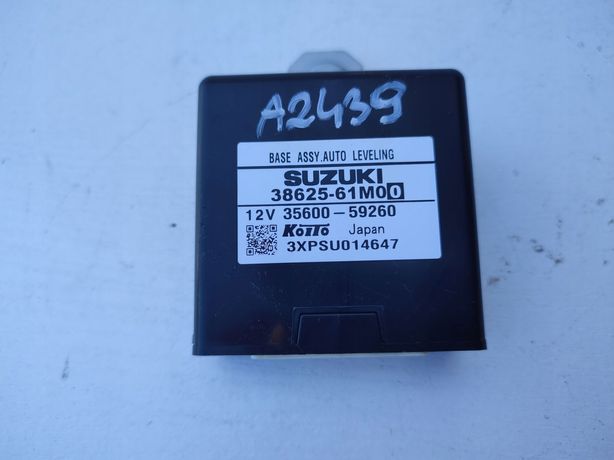 A2439
BASE ASSY.AUTO LEVELING
SUZUKI
38625-61M00
12V 35600-59260
KOITO Japan
3XPSU014647